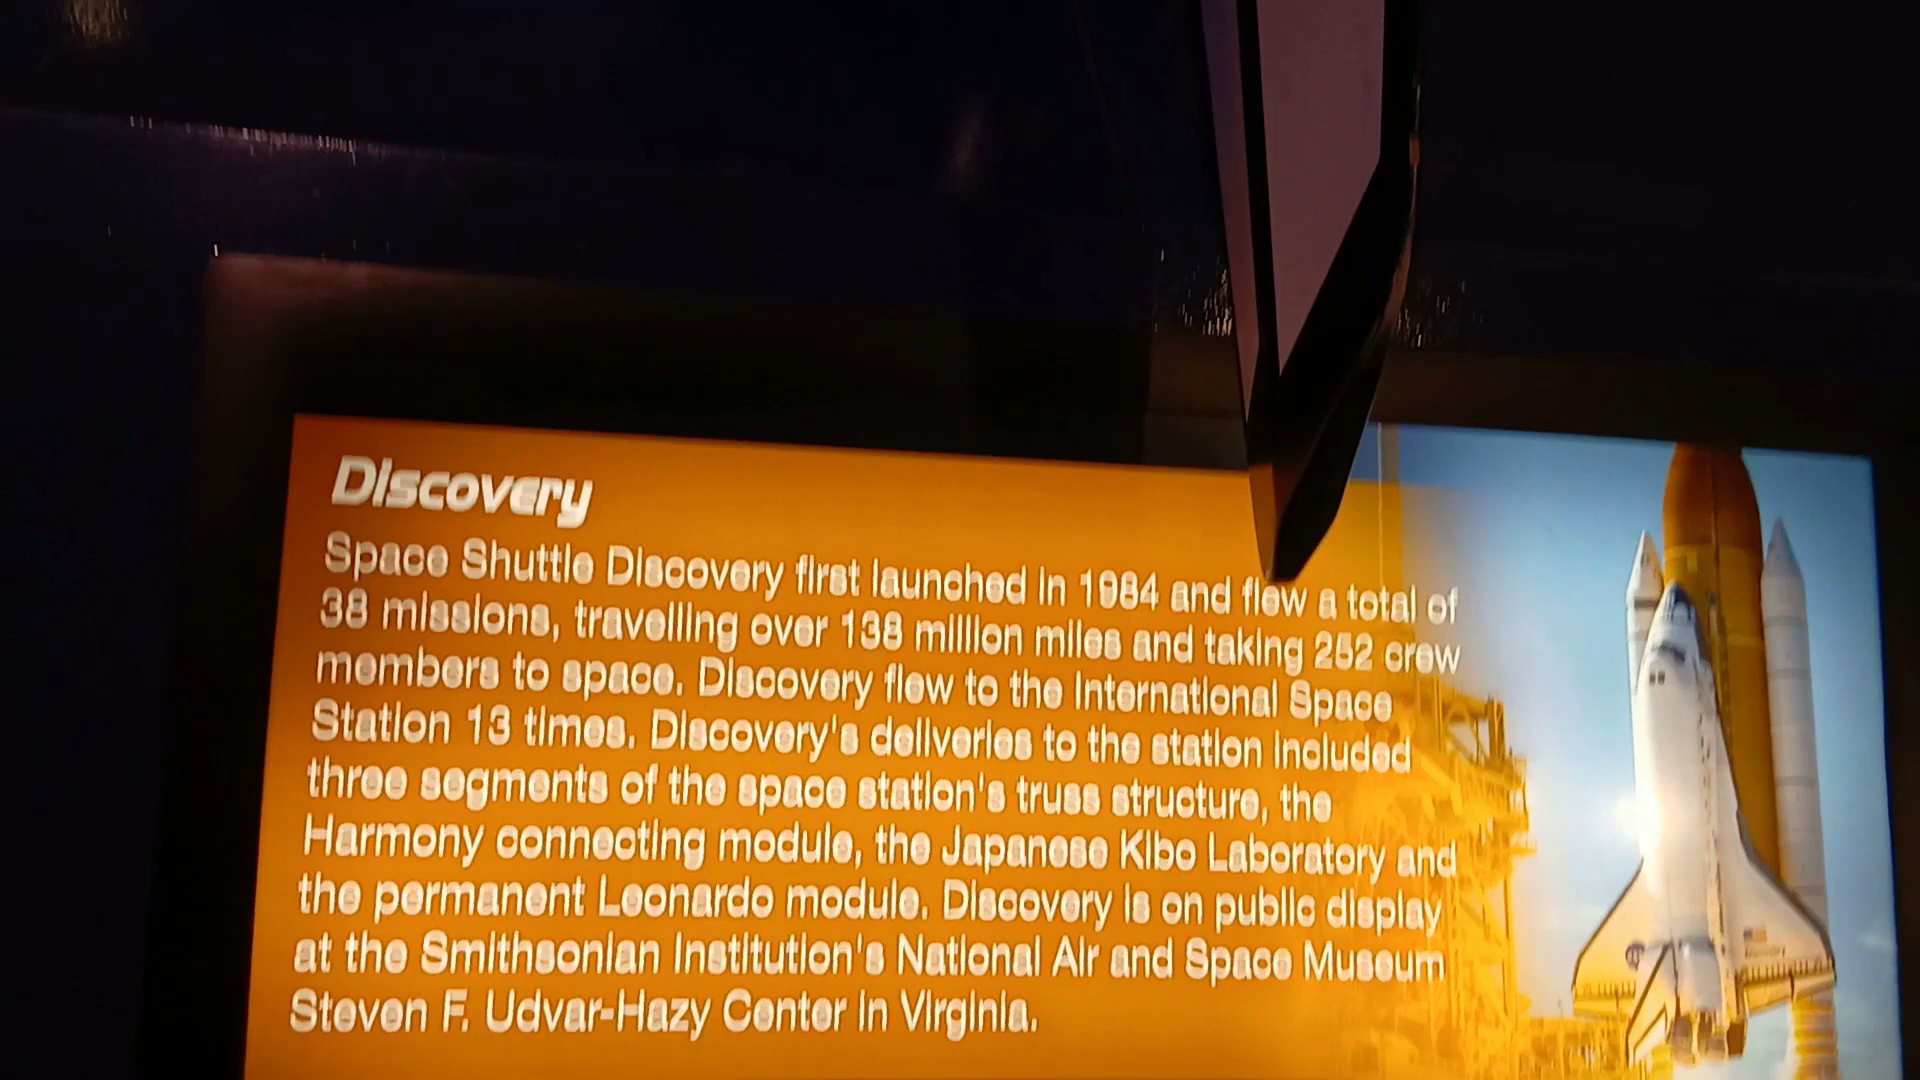 Discovery
Space Shuttle Discovery first launched in 1984 and flew a total of
38 missions, travelling over 138 million miles and taking 252 crew
members to space. Discovery flew to the International Space
Station 13 times. Discovery's deliveries to the station included
three segments of the space station's truss structure, the
Harmony connecting module, the Japanese Kibo Laboratory and
the permanent Leonardo module. Discovery is on public display
at the Smithsonian Institution's National Air and Space Museum
Steven F. Udvar-Hazy Center in Virginia.